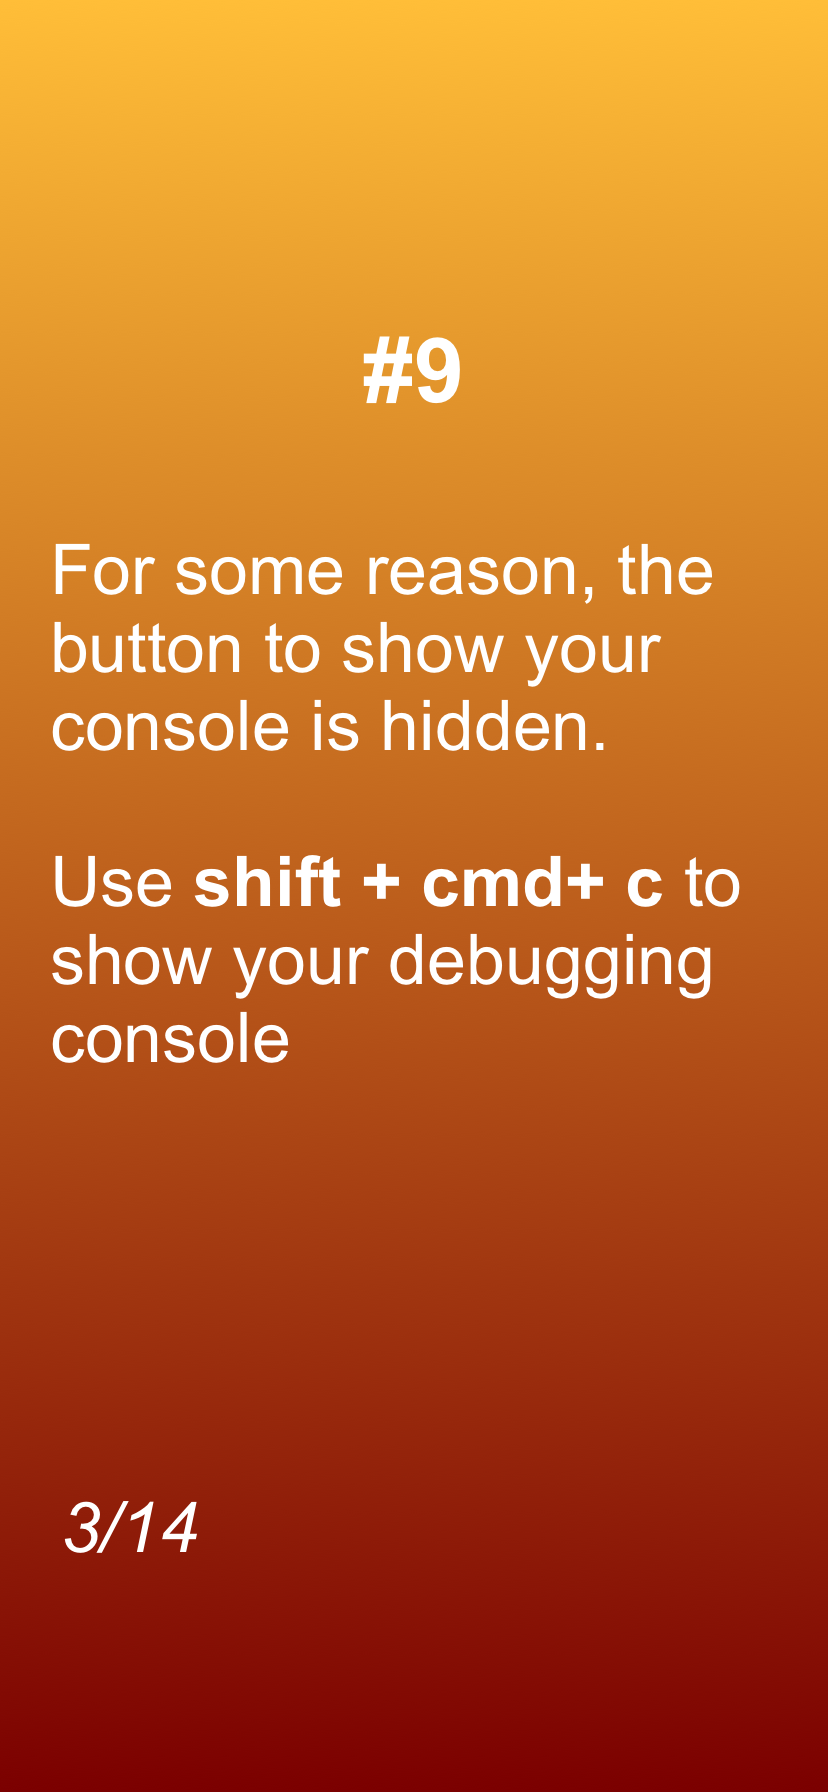 #9
For some reason, the
button to show your
console is hidden.
Use shift + cmd+ c to
show your debugging
console
3/14